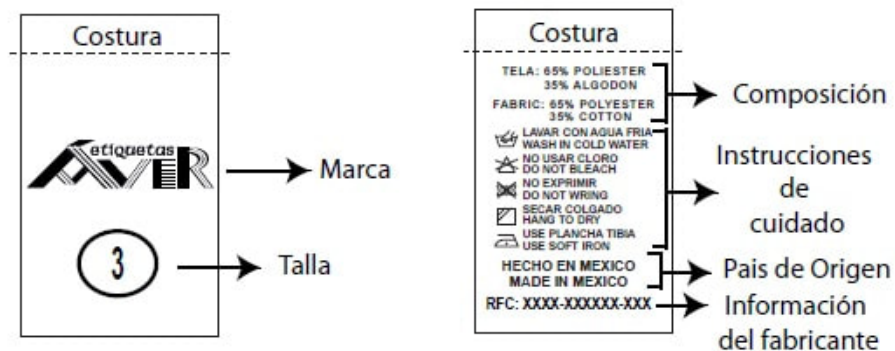 Costura
etiquetas
AVER
Marca
3
Talla
Costura
TELA: 65% POLIESTER
35% ALGODON
FABRIC: 65% POLYESTER
35% COTTON
Composición
LAVAR CON AGUA FRIA
WASH IN COLD WATER
NO USAR CLORO
DO NOT BLEACH
NO EXPRIMIR
DO NOT WRING
SECAR COLGADO
HANG TO DRY
USE PLANCHA TIBIA
USE SOFT IRON
Instrucciones
de
cuidado
HECHO EN MEXICO
MADE IN MEXICO
Pais de Origen
RFC: XXXX-XXXXXX-XXX
Información
del fabricante